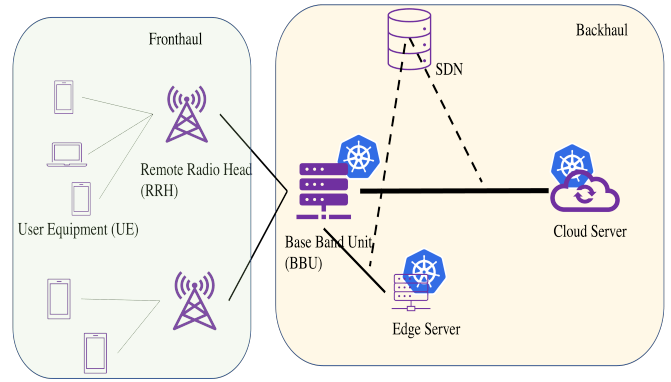 Fronthaul
Backhaul
SDN
Remote Radio Head
(RRH)
User Equipment (UE)
Base Band Unit
(BBU)
Cloud Server
Edge Server